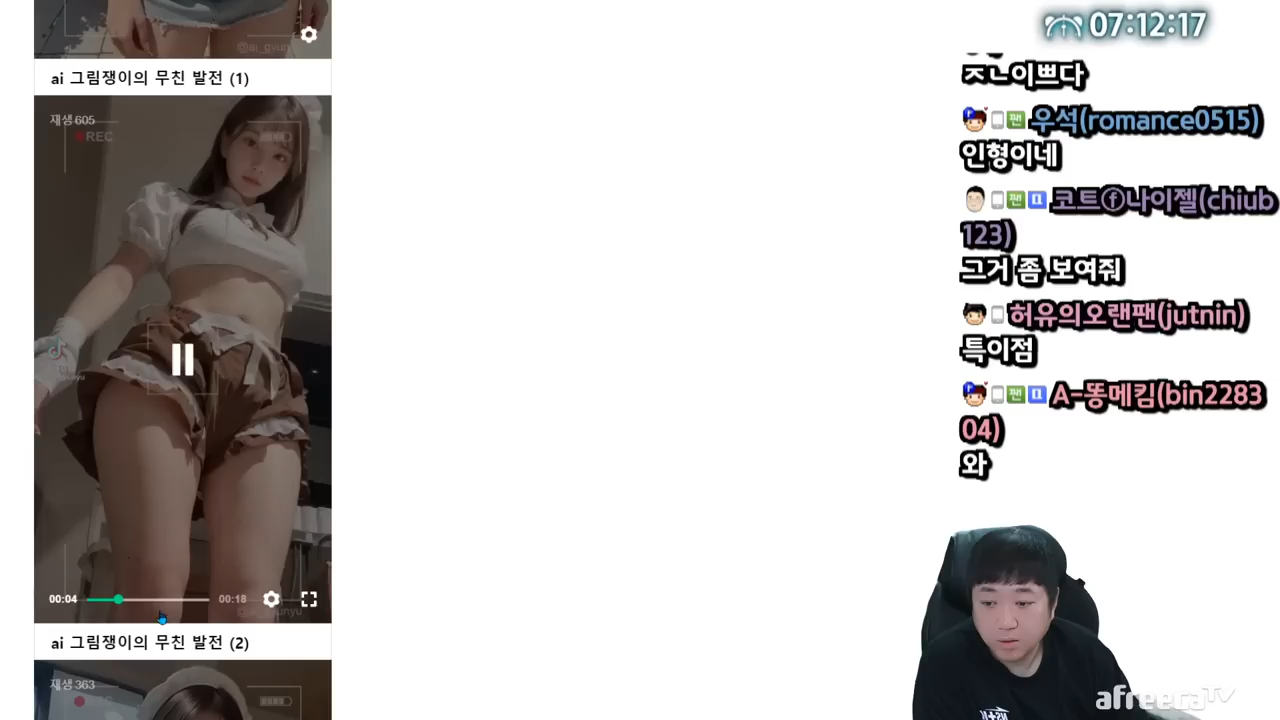 @ai_gyun
ai 그림쟁이의 무친 발전 (1)
재생 605
REC
00:04
00:18
ai 그림쟁이의 무친 발전 (2)
재생 363
07:12:17
ㅈㄴ이쁘다
우석(romance0515)
인형이네
코트ⓕ나이젤(chiub
123)
그거 좀 보여줘
허유의오랜팬(jutnin)
특이점
A-똥메킴(bin2283
04)
와
afreecaTV